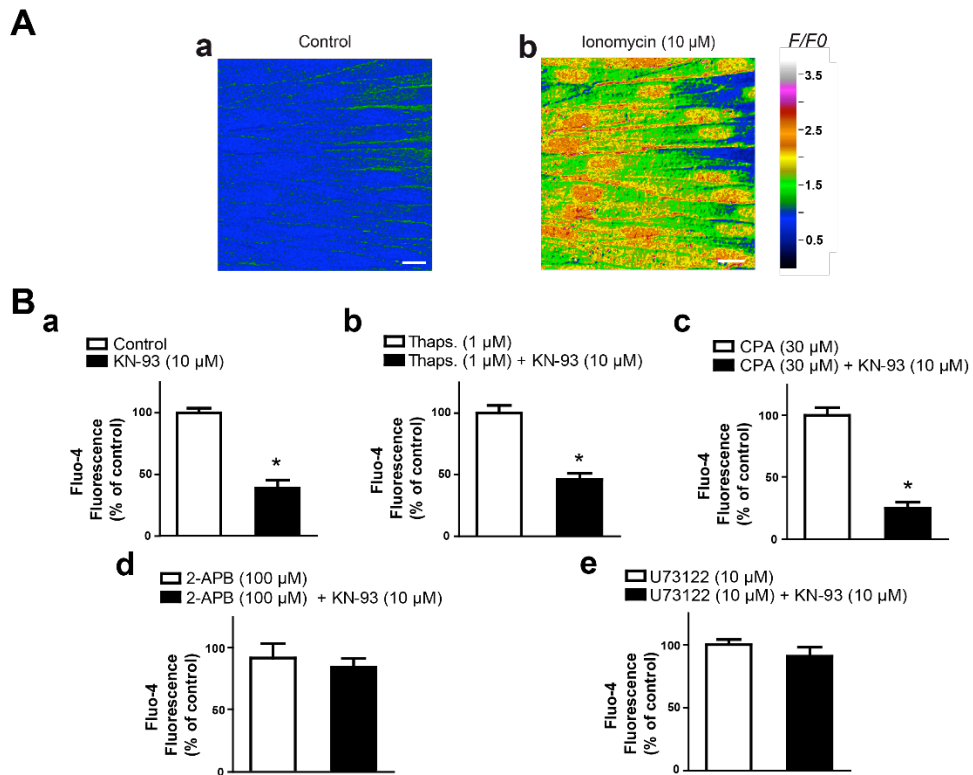 A
a
Control
b
Ionomycin (10 µM)
F/F0
3.5
2.5
1.5
0.5
B
a
Control
KN-93 (10 µM)
Fluo-4
Fluorescence
(% of control)
100
50
0
*
b
Thaps. (1 µM)
Thaps. (1 µM) + KN-93 (10 µM)
Fluo-4
Fluorescence
(% of control)
100
50
0
*
c
CPA (30 µM)
CPA (30 µM) + KN-93 (10 µM)
Fluo-4
Fluorescence
(% of control)
100
50
0
*
d
2-APB (100 µM)
2-APB (100 µM) + KN-93 (10 µM)
Fluo-4
Fluorescence
(% of control)
100
50
0
e
U73122 (10 µM)
U73122 (10 µM) + KN-93 (10 µM)
Fluo-4
Fluorescence
(% of control)
100
50
0